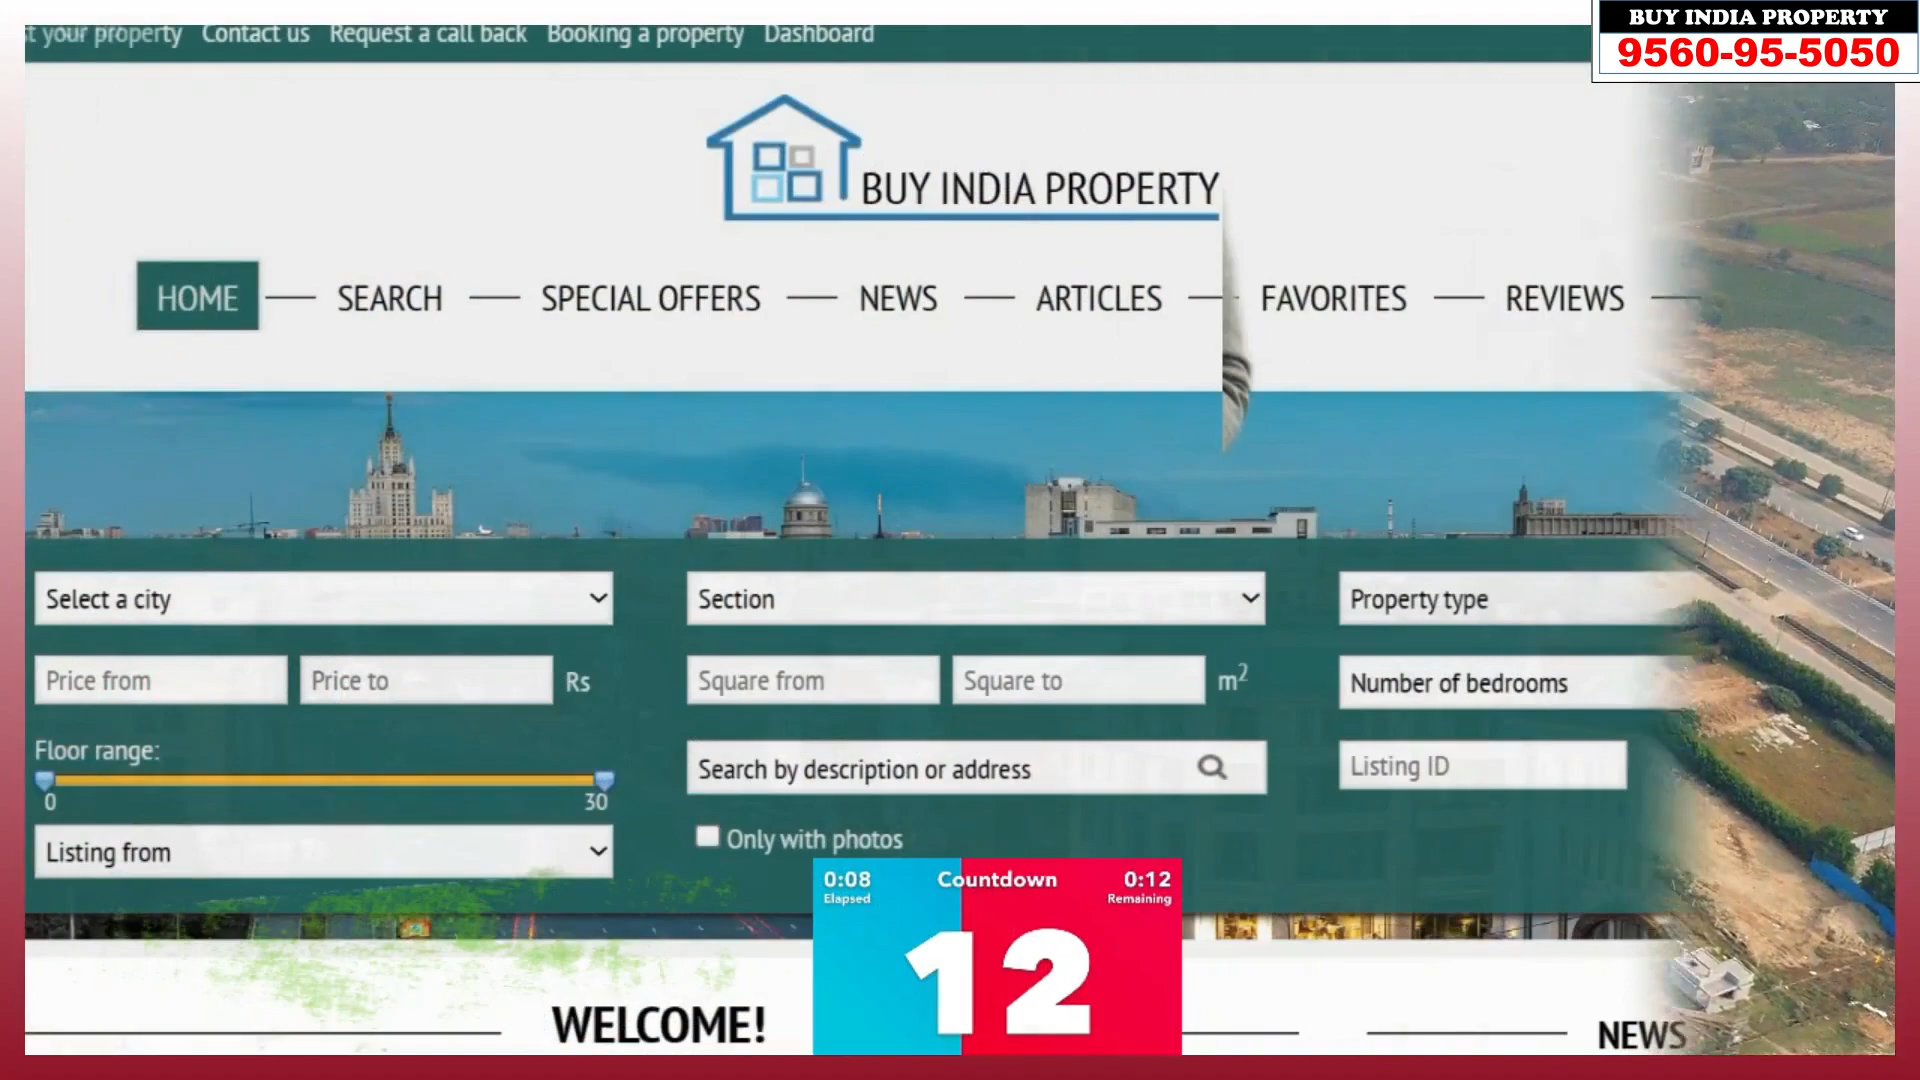 BUY INDIA PROPERTY
9560-95-5050
t your property Contact us Request a call back Booking a property Dashboard
BUY INDIA PROPERTY
HOME SEARCH SPECIAL OFFERS NEWS ARTICLES FAVORITES REVIEWS
Select a city Section Property type
Price from Price to Rs Square from Square to m² Number of bedrooms
Floor range:
0 30
Search by description or address Listing ID
Listing from Only with photos
0:08 Countdown 0:12
Elapsed Remaining
12
WELCOME! NEWS